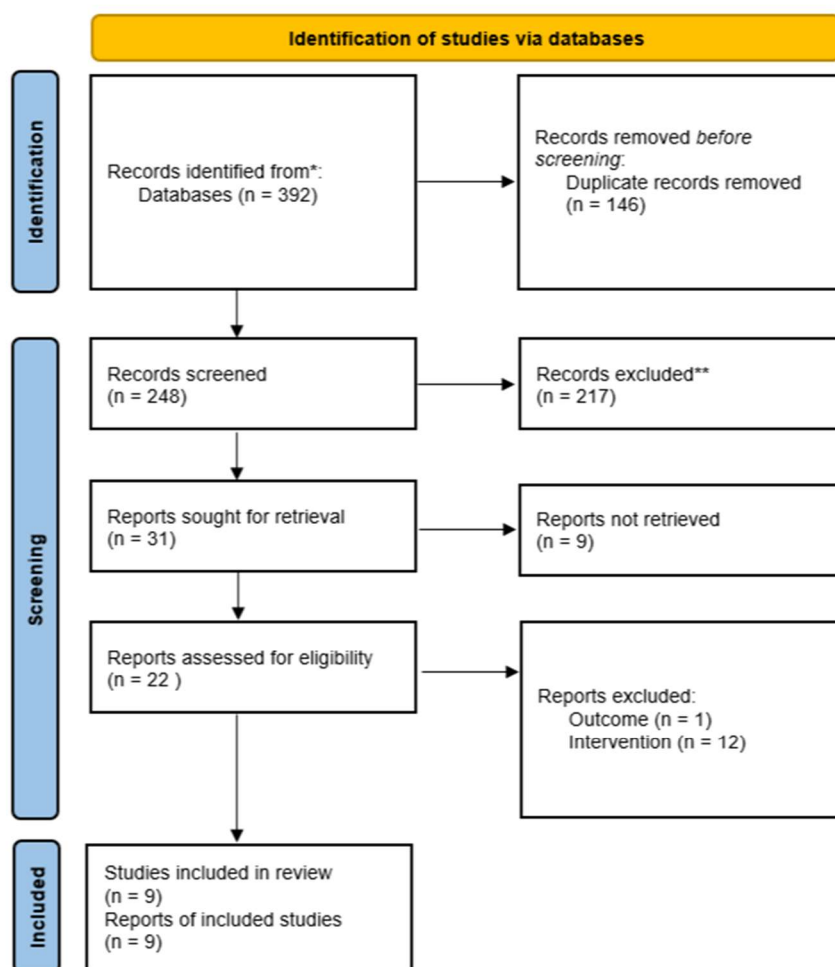 Identification of studies via databases
Identification
Records identified from*:
Databases (n = 392)
Records removed before
screening:
Duplicate records removed
(n = 146)
Screening
Records screened
(n = 248)
Records excluded**
(n = 217)
Reports sought for retrieval
(n = 31)
Reports not retrieved
(n = 9)
Reports assessed for eligibility
(n = 22 )
Reports excluded:
Outcome (n = 1)
Intervention (n = 12)
Included
Studies included in review
(n = 9)
Reports of included studies
(n = 9)